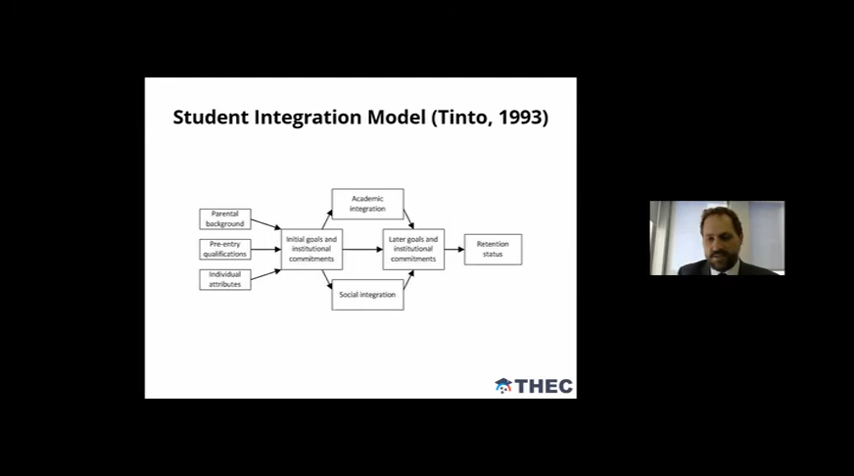 Student Integration Model (Tinto, 1993)
Parental
background
Pre-entry
qualifications
Individual
attributes
Initial goals and
institutional
commitments
Academic
integration
Social integration
Later goals and
institutional
commitments
Retention
status
THEC